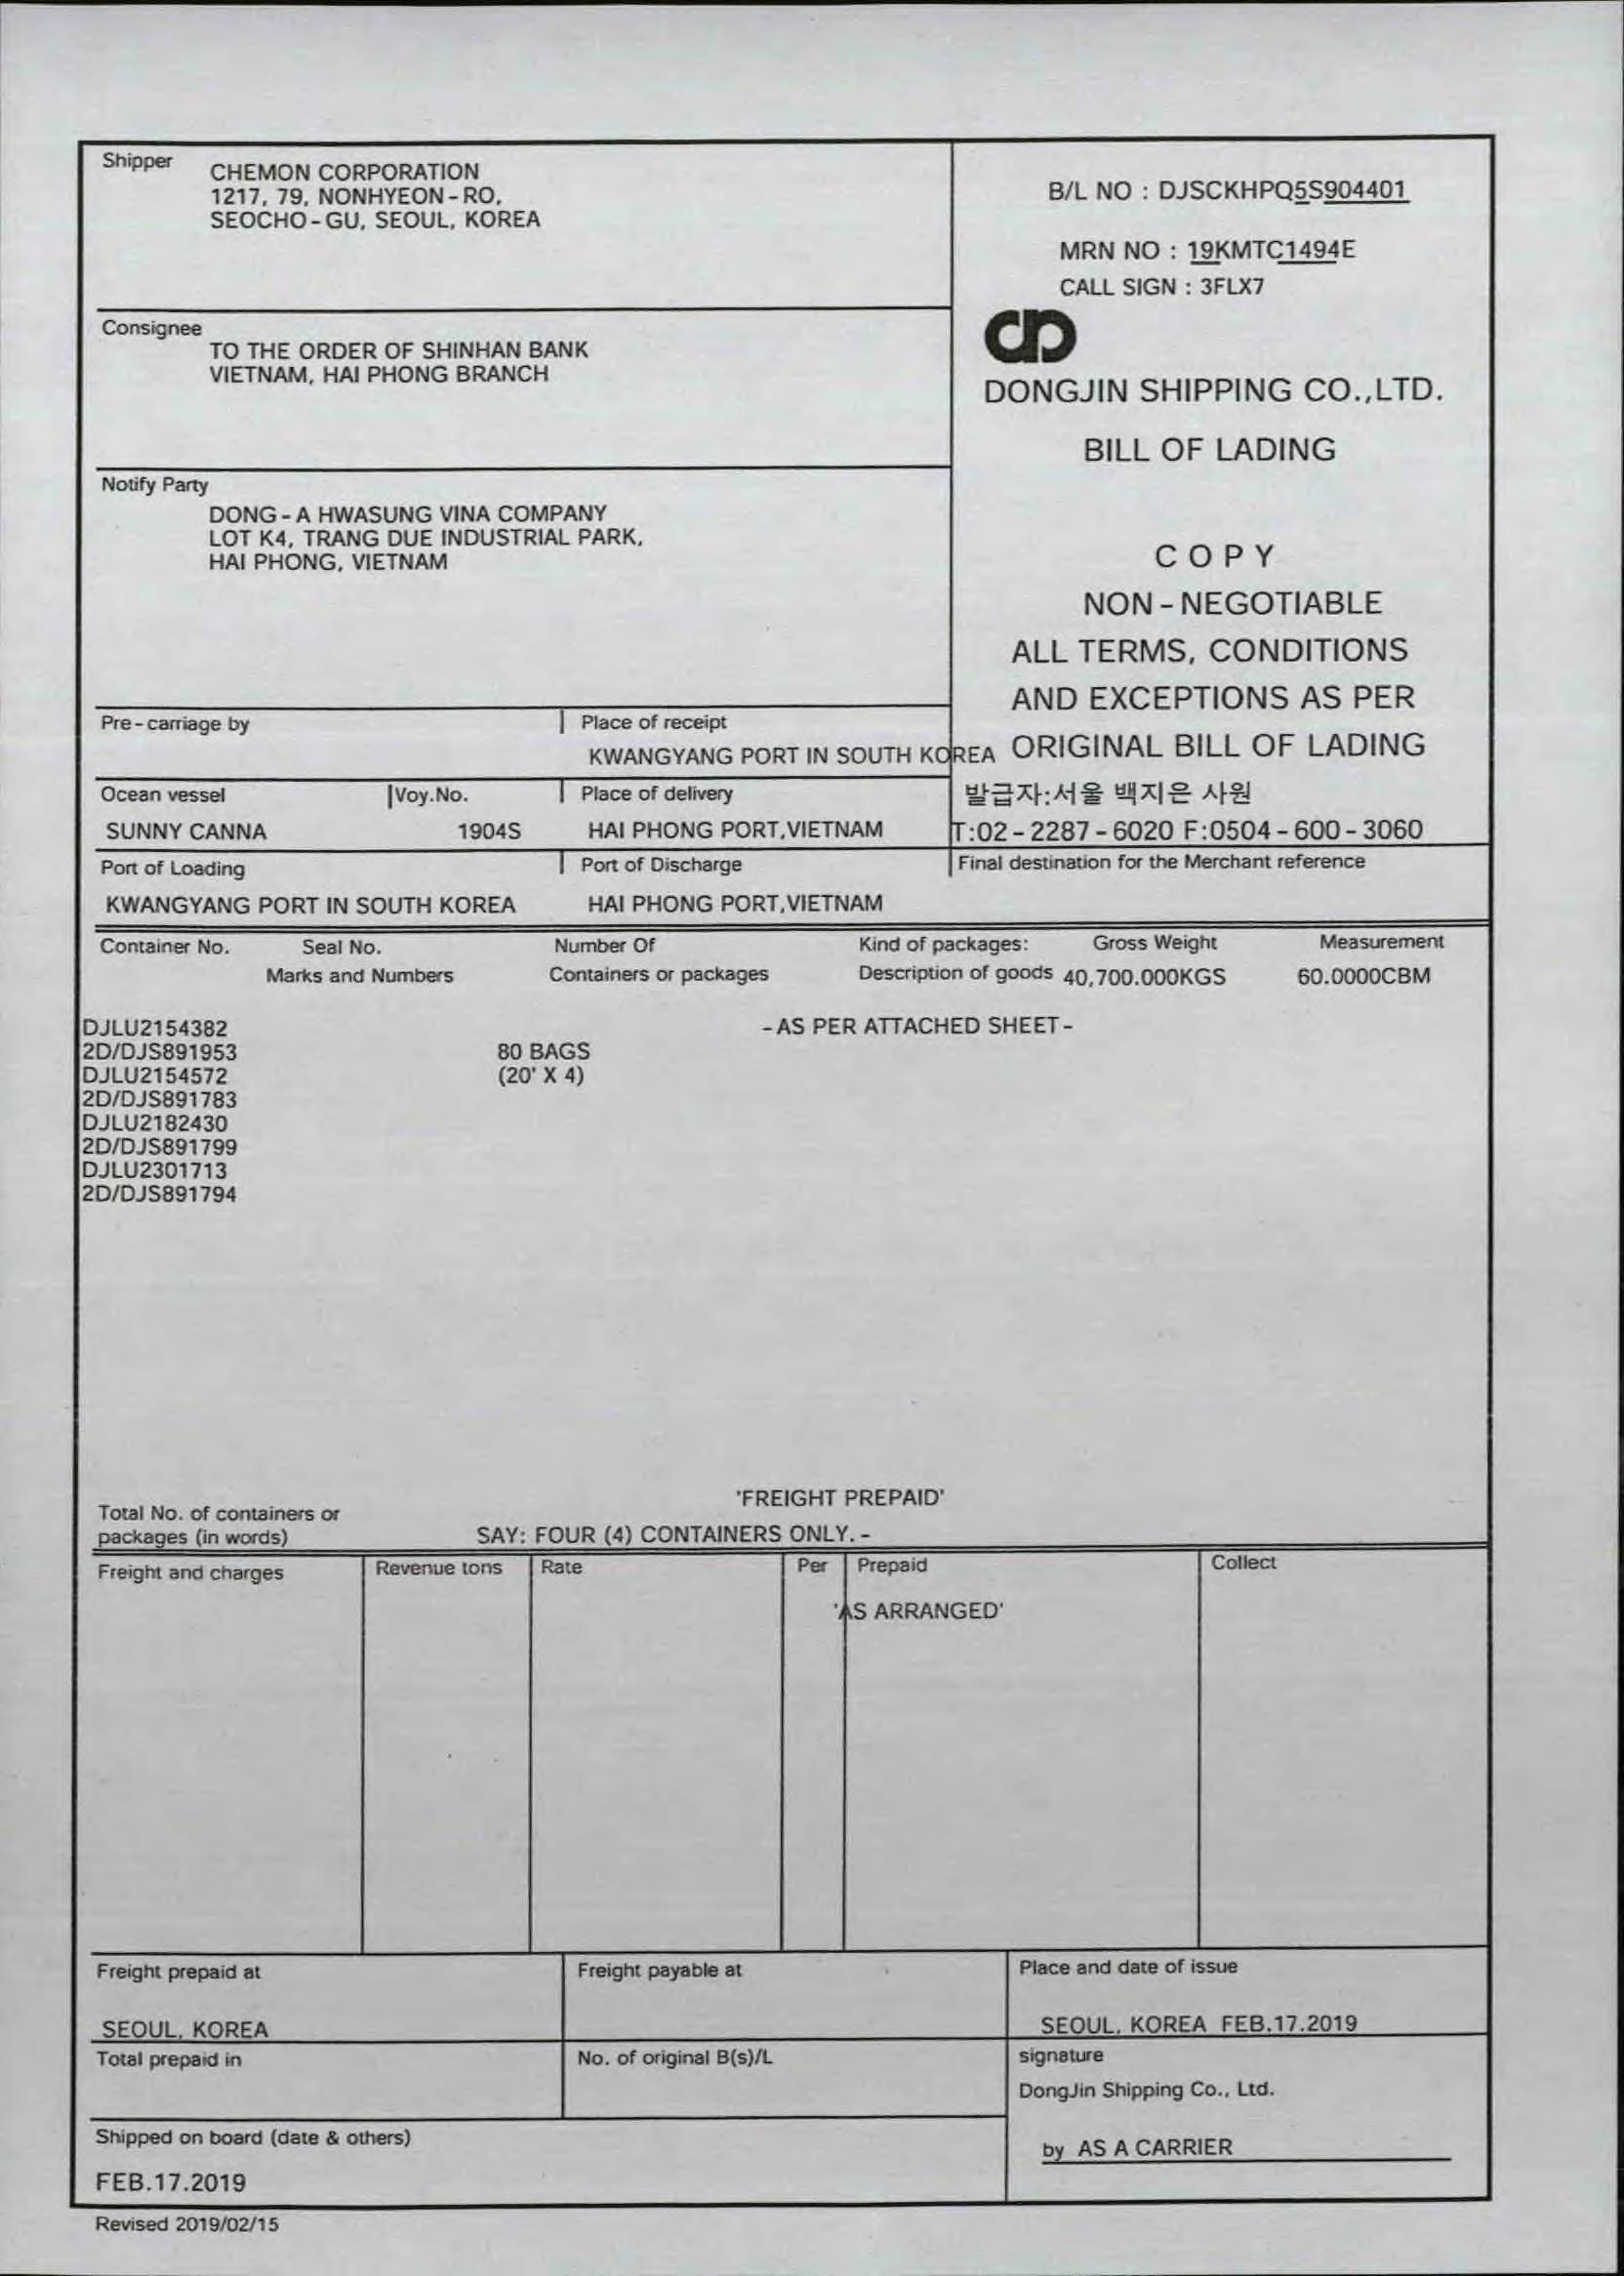 Shipper
CHEMON CORPORATION
1217, 79, NONHYEON-RO,
SEOCHO-GU, SEOUL, KOREA
B/L NO : DJSCKHPQ5S904401
MRN NO : 19KMTC1494E
CALL SIGN : 3FLX7
Consignee
TO THE ORDER OF SHINHAN BANK
VIETNAM, HAI PHONG BRANCH
DONGJIN SHIPPING CO.,LTD.
BILL OF LADING
Notify Party
DONG-A HWASUNG VINA COMPANY
LOT K4, TRANG DUE INDUSTRIAL PARK,
HAI PHONG, VIETNAM
COPY
NON-NEGOTIABLE
ALL TERMS, CONDITIONS
AND EXCEPTIONS AS PER
ORIGINAL BILL OF LADING
발급자:서울 백지은 사원
T:02-2287-6020 F:0504-600-3060
Pre-carriage by
Place of receipt
KWANGYANG PORT IN SOUTH KOREA
Ocean vessel Voy.No. Place of delivery
SUNNY CANNA 1904S HAI PHONG PORT,VIETNAM
Port of Loading Port of Discharge Final destination for the Merchant reference
KWANGYANG PORT IN SOUTH KOREA HAI PHONG PORT,VIETNAM
Container No. Seal No. Number Of Kind of packages: Gross Weight Measurement
Marks and Numbers Containers or packages Description of goods 40,700.000KGS 60.0000CBM
DJLU2154382 -AS PER ATTACHED SHEET-
2D/DJS891953 80 BAGS
DJLU2154572 (20' X 4)
2D/DJS891783
DJLU2182430
2D/DJS891799
DJLU2301713
2D/DJS891794
'FREIGHT PREPAID'
Total No. of containers or
packages (in words) SAY: FOUR (4) CONTAINERS ONLY.-
Freight and charges Revenue tons Rate Per Prepaid Collect
'AS ARRANGED'
Freight prepaid at Freight payable at Place and date of issue
SEOUL, KOREA SEOUL, KOREA FEB.17.2019
Total prepaid in No. of original B(s)/L signature
DongJin Shipping Co., Ltd.
Shipped on board (date & others)
by AS A CARRIER
FEB.17.2019
Revised 2019/02/15